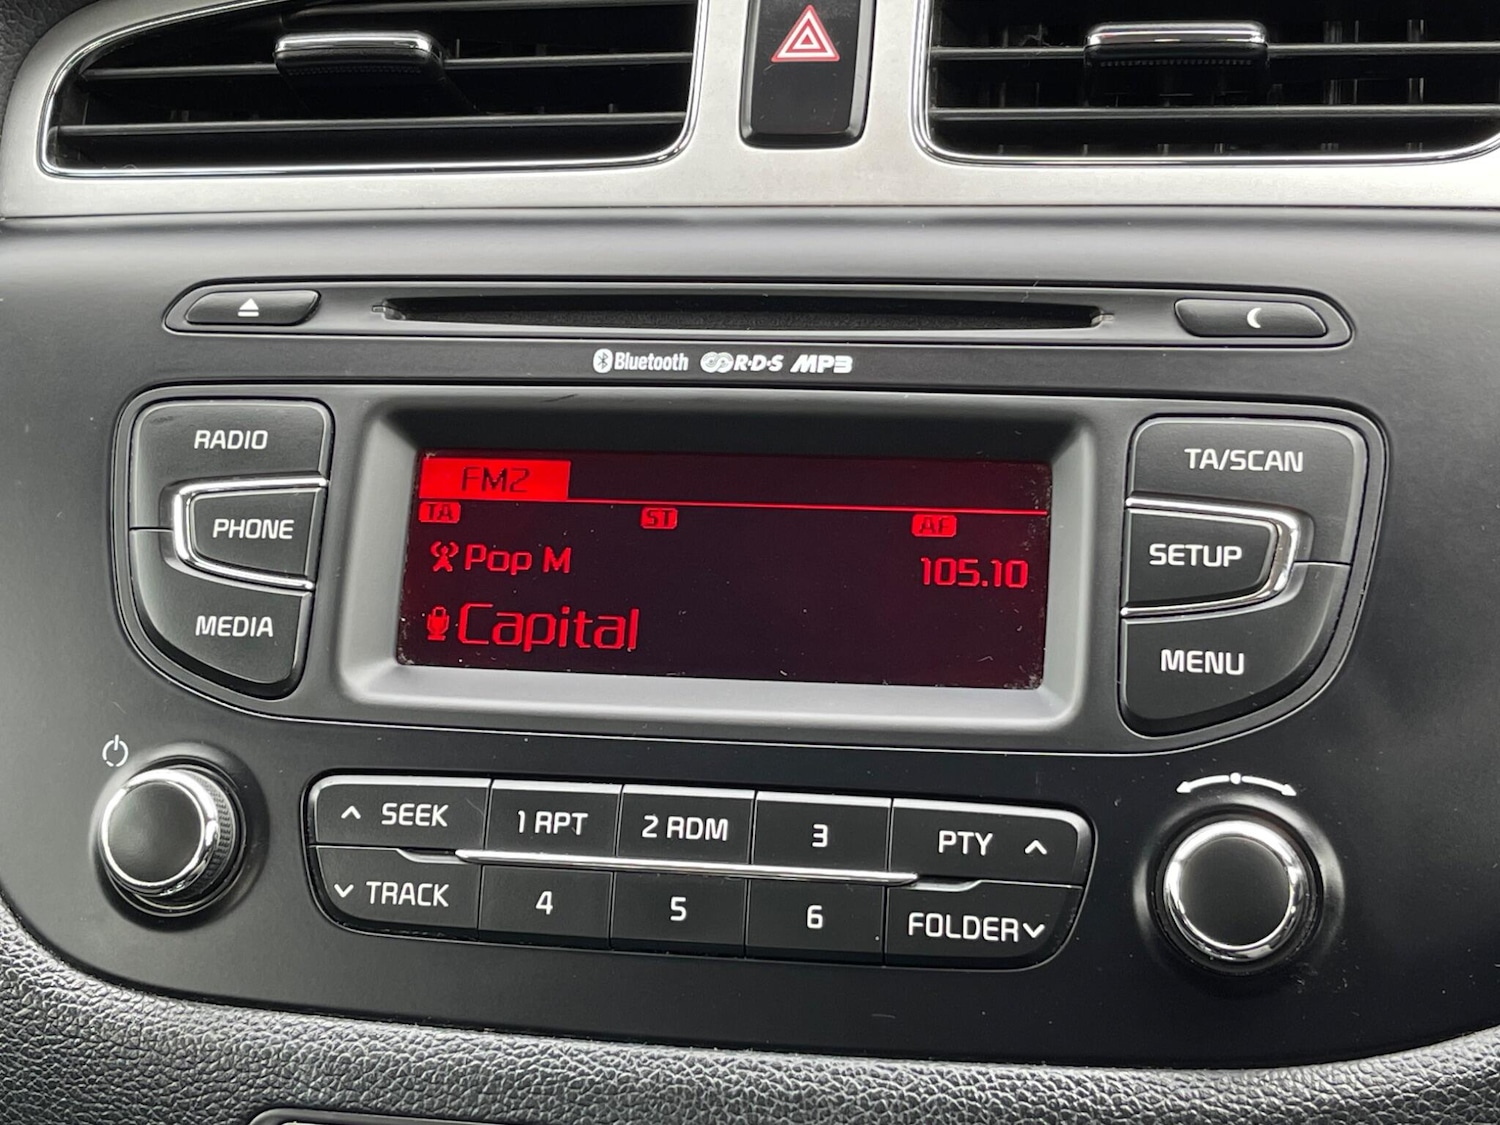 Bluetooth R·D·S MP3
RADIO
PHONE
MEDIA
FM2
TA ST AF
Pop M 105.10
Capital
TA/SCAN
SETUP
MENU
SEEK 1 RPT 2 RDM 3 PTY
TRACK 4 5 6 FOLDER